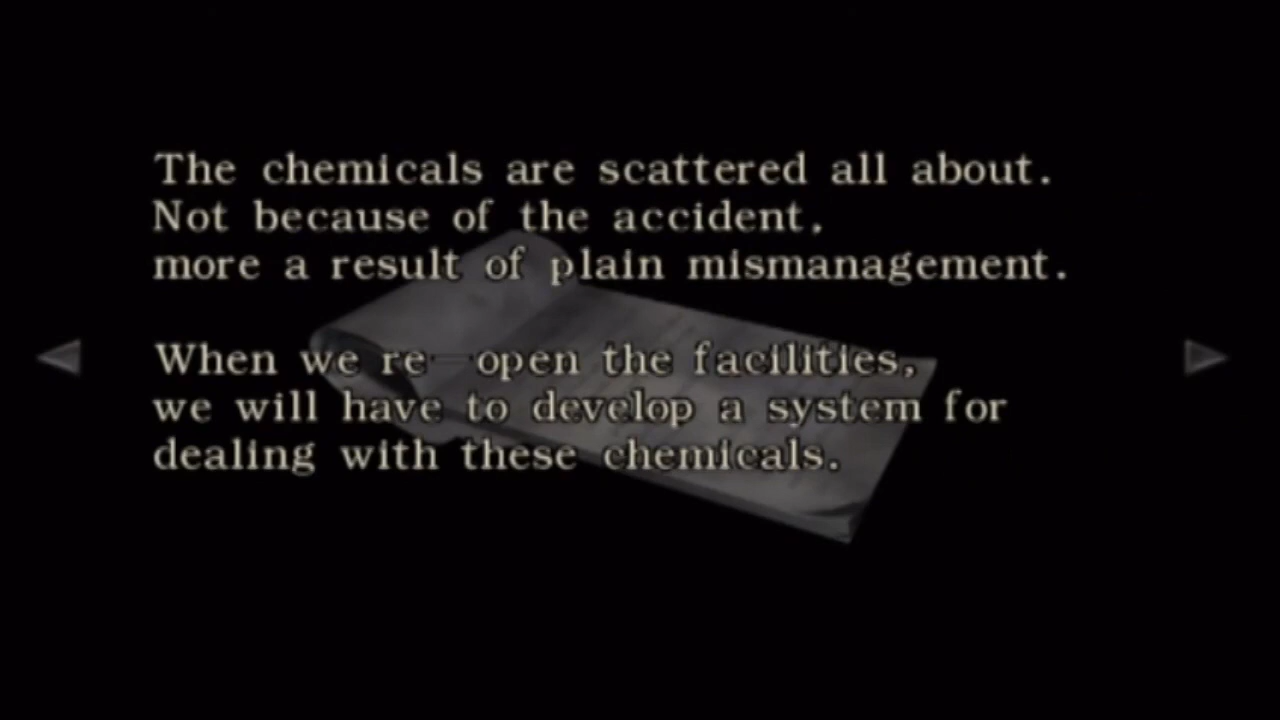 The chemicals are scattered all about.
Not because of the accident,
more a result of plain mismanagement.
When we re-open the facilities,
we will have to develop a system for
dealing with these chemicals.